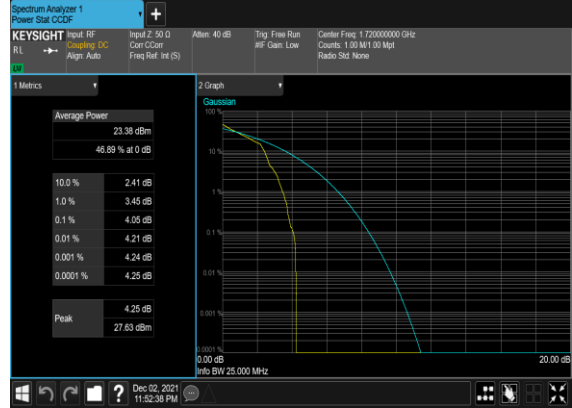 Spectrum Analyzer 1
Power Stat CCDF
KEYSIGHT
RL
Input: RF
Coupling: DC
Align: Auto
Input Z: 50 Ω
Corr CCorr
Freq Ref: Int (S)
Atten: 40 dB
Trig: Free Run
#IF Gain: Low
Center Freq: 1.720000000 GHz
Counts: 1.00 M/1.00 Mpt
Radio Std: None
1 Metrics
Average Power
23.38 dBm
46.89 % at 0 dB
10.0 % 2.41 dB
1.0 % 3.45 dB
0.1 % 4.05 dB
0.01 % 4.21 dB
0.001 % 4.24 dB
0.0001 % 4.25 dB
Peak
4.25 dB
27.63 dBm
2 Graph
Gaussian
100 %
10 %
1 %
0.1 %
0.01 %
0.001 %
0.0001 %
0.00 dB
20.00 dB
Info BW 25.000 MHz
?
Dec 02, 2021
11:52:38 PM